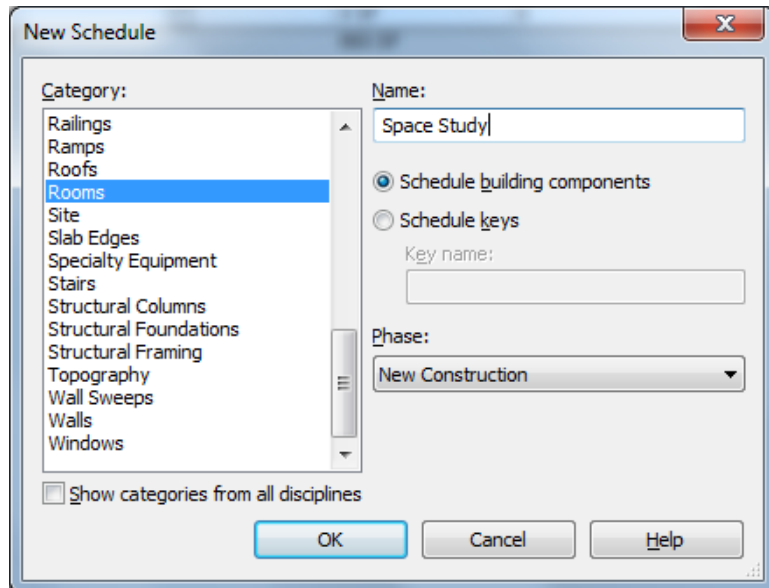 New Schedule
Category:
Railings
Ramps
Roofs
Rooms
Site
Slab Edges
Specialty Equipment
Stairs
Structural Columns
Structural Foundations
Structural Framing
Topography
Wall Sweeps
Walls
Windows
Show categories from all disciplines
Name:
Space Study
Schedule building components
Schedule keys
Key name:
Phase:
New Construction
OK
Cancel
Help